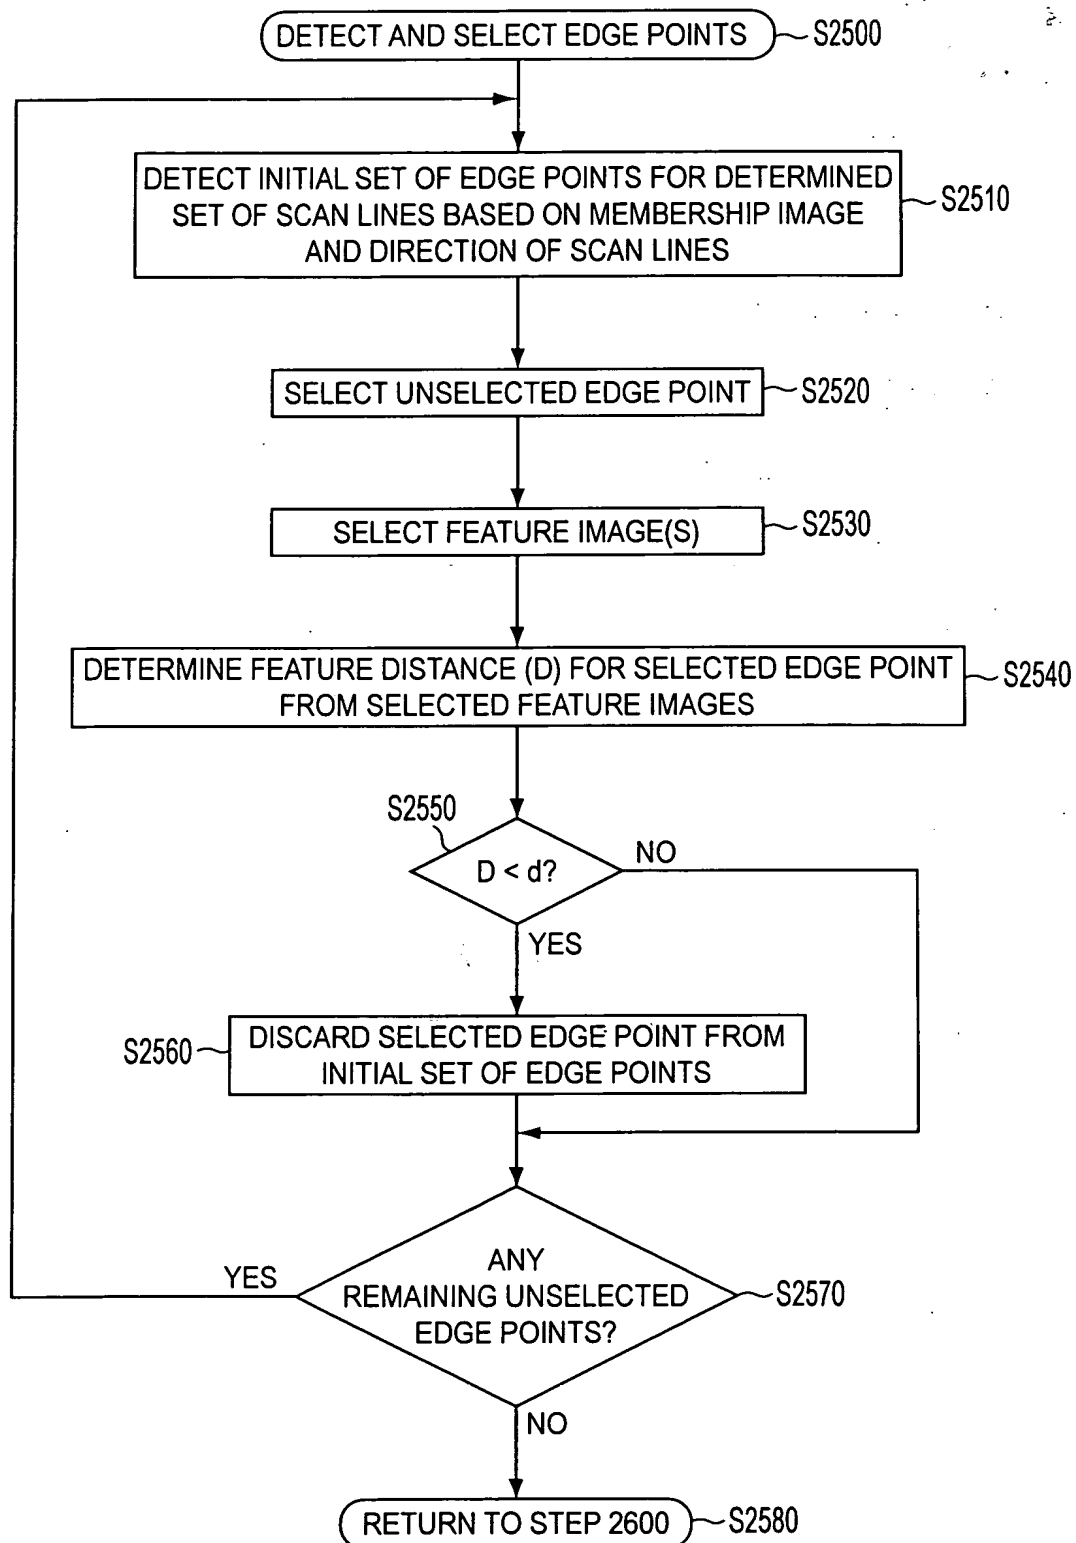 DETECT AND SELECT EDGE POINTS
S2500
DETECT INITIAL SET OF EDGE POINTS FOR DETERMINED
SET OF SCAN LINES BASED ON MEMBERSHIP IMAGE
AND DIRECTION OF SCAN LINES
S2510
SELECT UNSELECTED EDGE POINT
S2520
SELECT FEATURE IMAGE(S)
S2530
DETERMINE FEATURE DISTANCE (D) FOR SELECTED EDGE POINT
FROM SELECTED FEATURE IMAGES
S2540
S2550
D < d?
NO
YES
S2560
DISCARD SELECTED EDGE POINT FROM
INITIAL SET OF EDGE POINTS
YES
ANY
REMAINING UNSELECTED
EDGE POINTS?
S2570
NO
RETURN TO STEP 2600
S2580